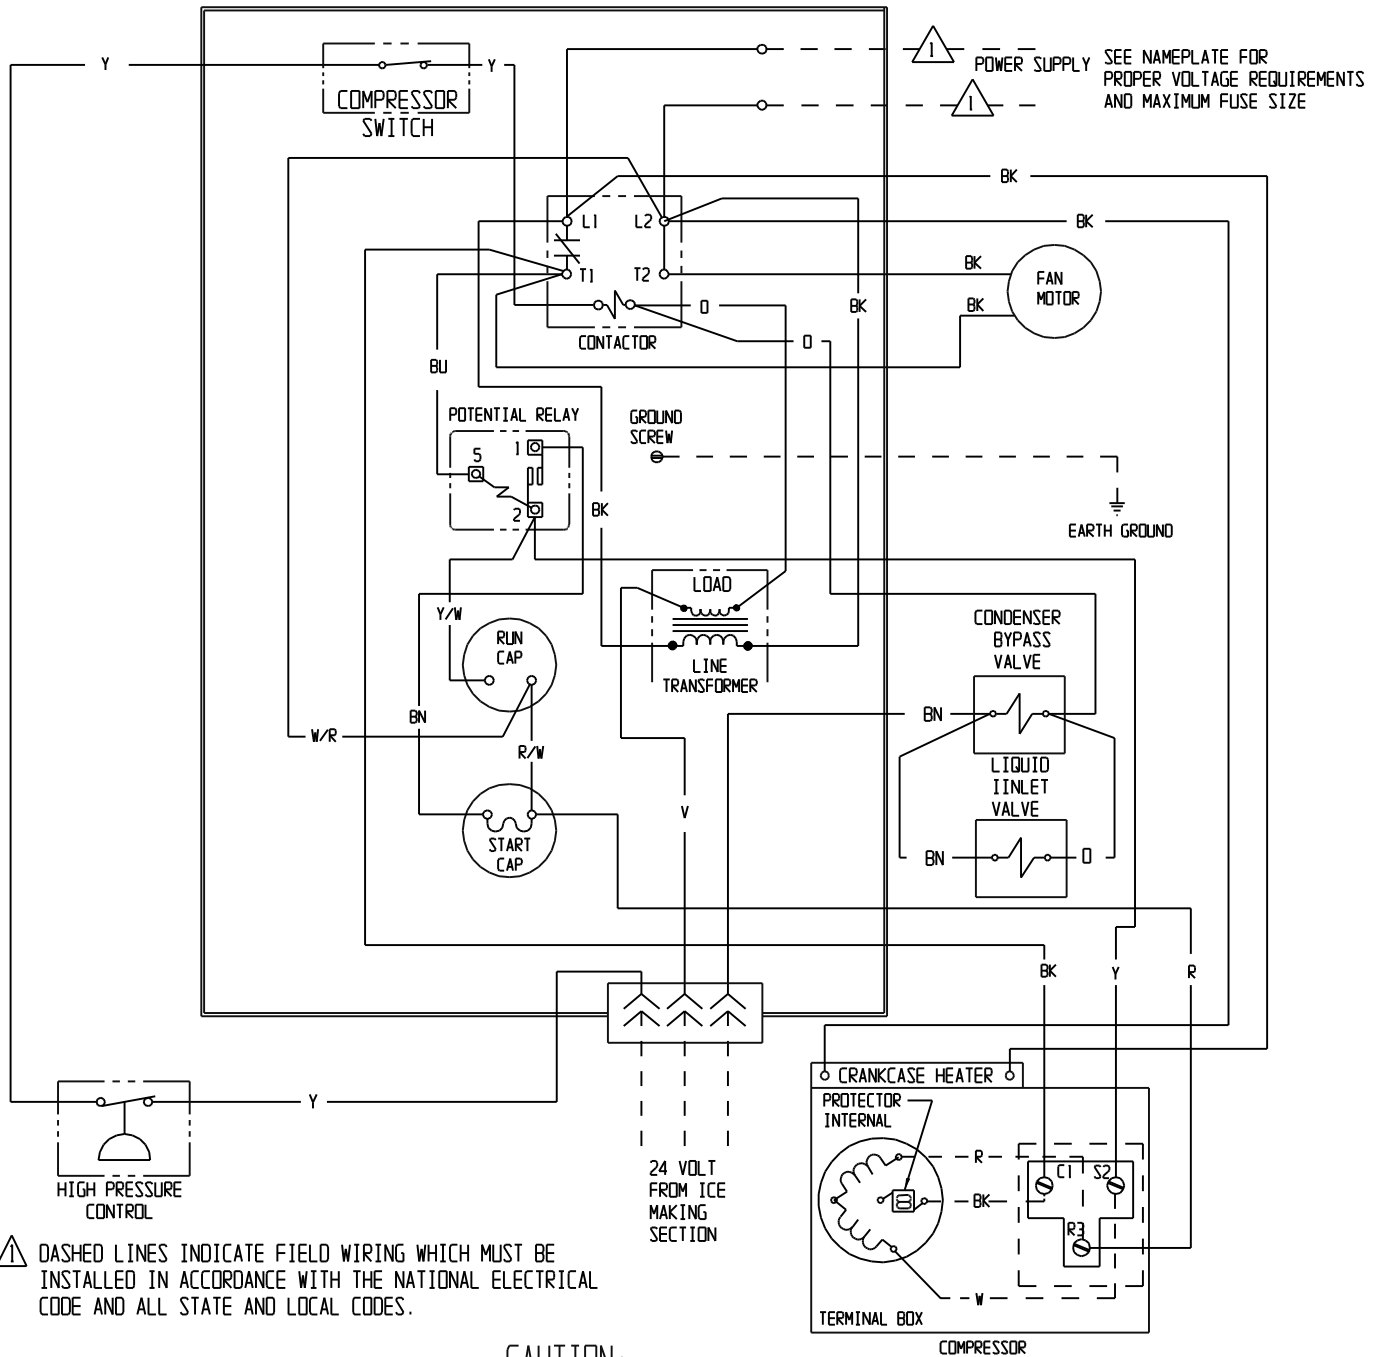 Y
COMPRESSOR
SWITCH
Y
1
POWER SUPPLY
1
SEE NAMEPLATE FOR
PROPER VOLTAGE REQUIREMENTS
AND MAXIMUM FUSE SIZE
BK
L1
L2
BK
T1
T2
BK
FAN
MOTOR
BK
O
BK
CONTACTOR
O
BU
POTENTIAL RELAY
5
1
2
GROUND
SCREW
BK
EARTH GROUND
LOAD
LINE
TRANSFORMER
Y/W
RUN
CAP
CONDENSER
BYPASS
VALVE
BN
W/R
R/W
BN
LIQUID
IINLET
VALVE
START
CAP
V
BN
O
BK
Y
R
CRANKCASE HEATER
PROTECTOR
INTERNAL
Y
24 VOLT
FROM ICE
MAKING
SECTION
R
C1
S2
BK
R3
W
TERMINAL BOX
COMPRESSOR
HIGH PRESSURE
CONTROL
1
DASHED LINES INDICATE FIELD WIRING WHICH MUST BE
INSTALLED IN ACCORDANCE WITH THE NATIONAL ELECTRICAL
CODE AND ALL STATE AND LOCAL CODES.
CAUTION: